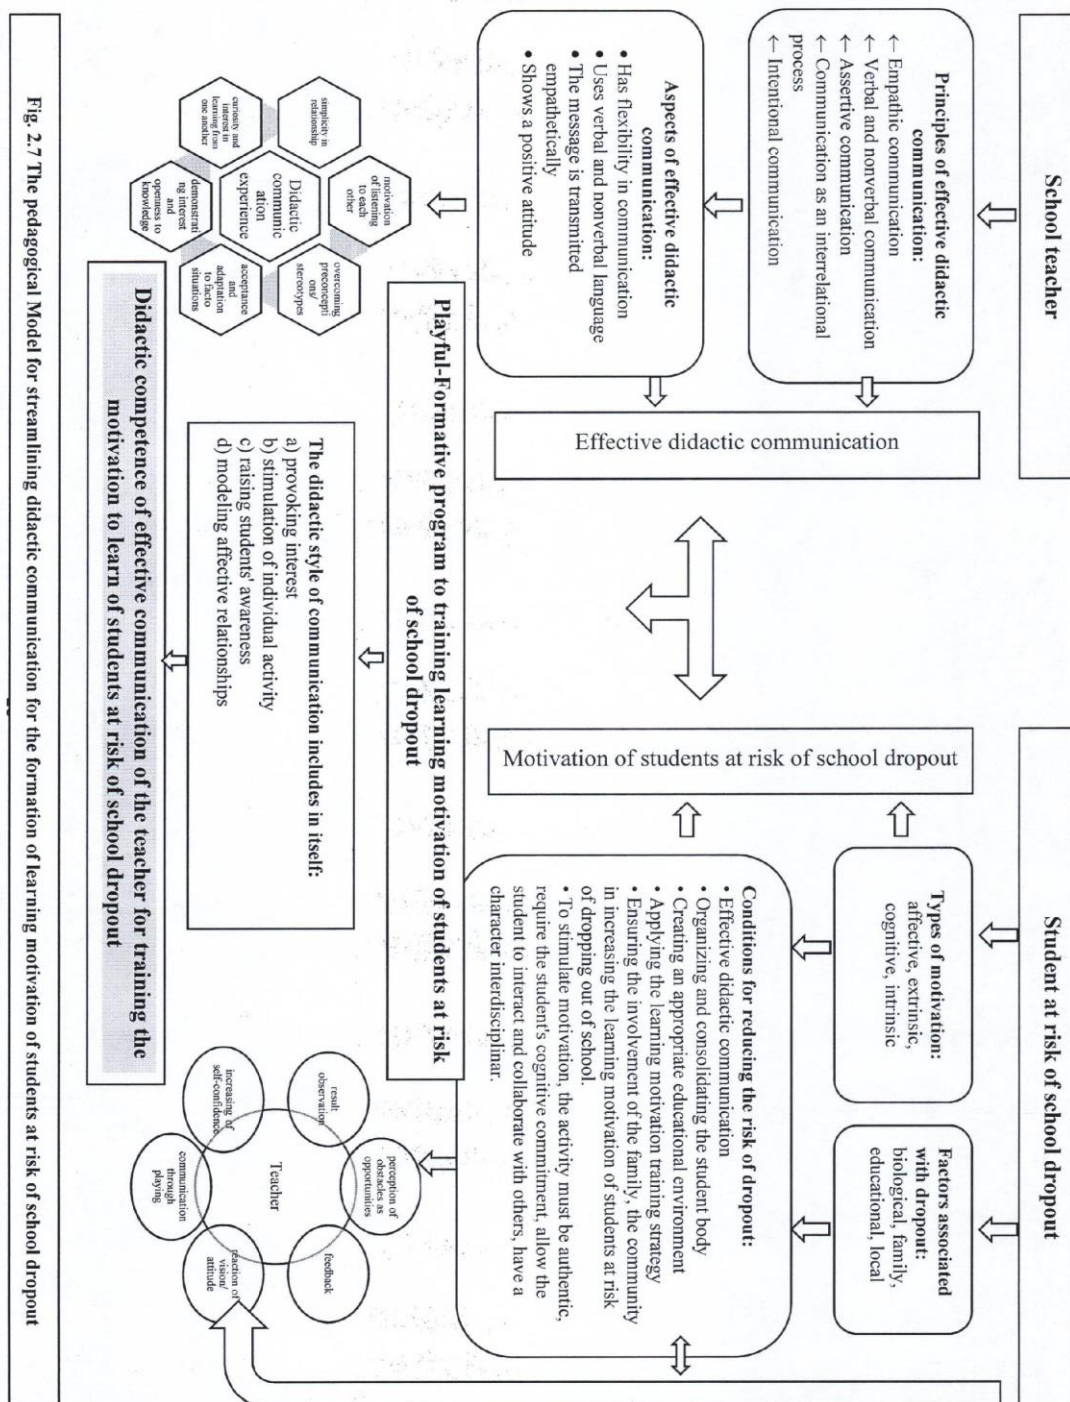 School teacher
Student at risk of school dropout
Principles of effective didactic
communication:
← Empathic communication
← Verbal and nonverbal communication
← Assertive communication
← Communication as an interrelational
process
← Intentional communication
Effective didactic communication
Aspects of effective didactic
communication:
• Has flexibility in communication
• Uses verbal and nonverbal language
• The message is transmitted
empathetically
• Shows a positive attitude
Types of motivation:
affective, extrinsic,
cognitive, intrinsic
Factors associated
with dropout:
biological, family,
educational, local
Motivation of students at risk of school dropout
Conditions for reducing the risk of dropout:
• Effective didactic communication
• Organizing and consolidating the student body
• Creating an appropriate educational environment
• Applying the learning motivation training strategy
• Ensuring the involvement of the family, the community
in increasing the learning motivation of students at risk
of dropping out of school.
• To stimulate motivation, the activity must be authentic,
require the student's cognitive commitment, allow the
student to interact and collaborate with others, have a
character interdisciplinar.
Playful-Formative program to training learning motivation of students at risk
of school dropout
motivation
of listening
to each
other
simplicity in
relationship
overcoming
preconcepti
ons/
stereotypes
Didactic
communic
ation
experience
curiosity and
interest in
learning from
one another
acceptance
and
adaptation
to facto
situations
demonstrati
ng interest
and
openness to
knowledge
The didactic style of communication includes in itself:
a) provoking interest
b) stimulation of individual activity
c) raising students' awareness
d) modeling affective relationships
perception of
obstacles as
opportunities
result
observation
feedback
Teacher
increasing of
self-confidence
reaction of
vision/
attitude
communication
through
playing
Didactic competence of effective communication of the teacher for training the
motivation to learn of students at risk of school dropout
Fig. 2.7 The pedagogical Model for streamlining didactic communication for the formation of learning motivation of students at risk of school dropout